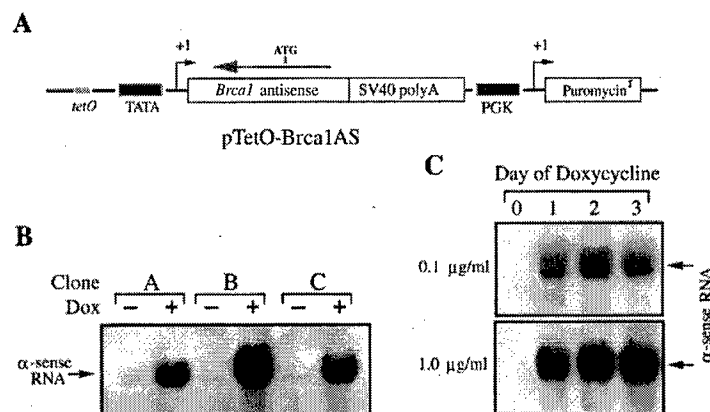 A
+1
ATG
+1
Brca1 antisense
SV40 polyA
Puromycin^r
tetO
TATA
PGK
pTetO-Brca1AS
C
Day of Doxycycline
0 1 2 3
0.1 µg/ml
1.0 µg/ml
α-sense RNA
B
Clone A B C
Dox − + − + − +
α-sense
RNA